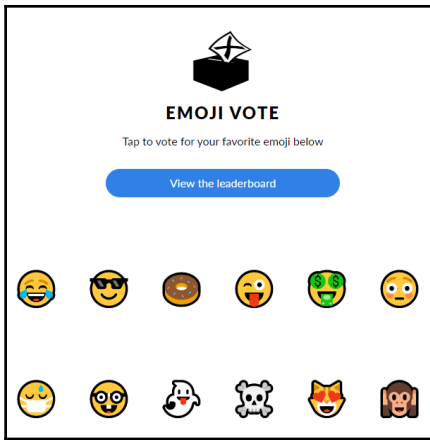 EMOJI VOTE
Tap to vote for your favorite emoji below
View the leaderboard